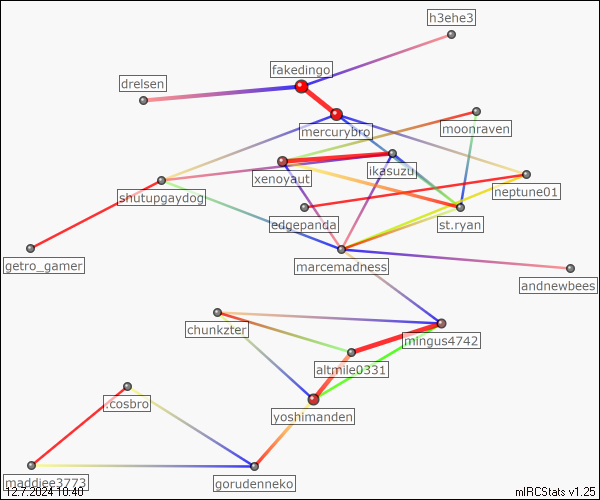 h3ehe3
fakedingo
drelsen
mercurybro
moonraven
ikasuzu
xenoyaut
shutupgaydog
neptune01
edgepanda
st.ryan
getro_gamer
marcemadness
andnewbees
chunkzter
mingus4742
altmile0331
.cosbro
yoshimanden
maddiee3773
gorudenneko
12.7.2024 10:40
mIRCStats v1.25